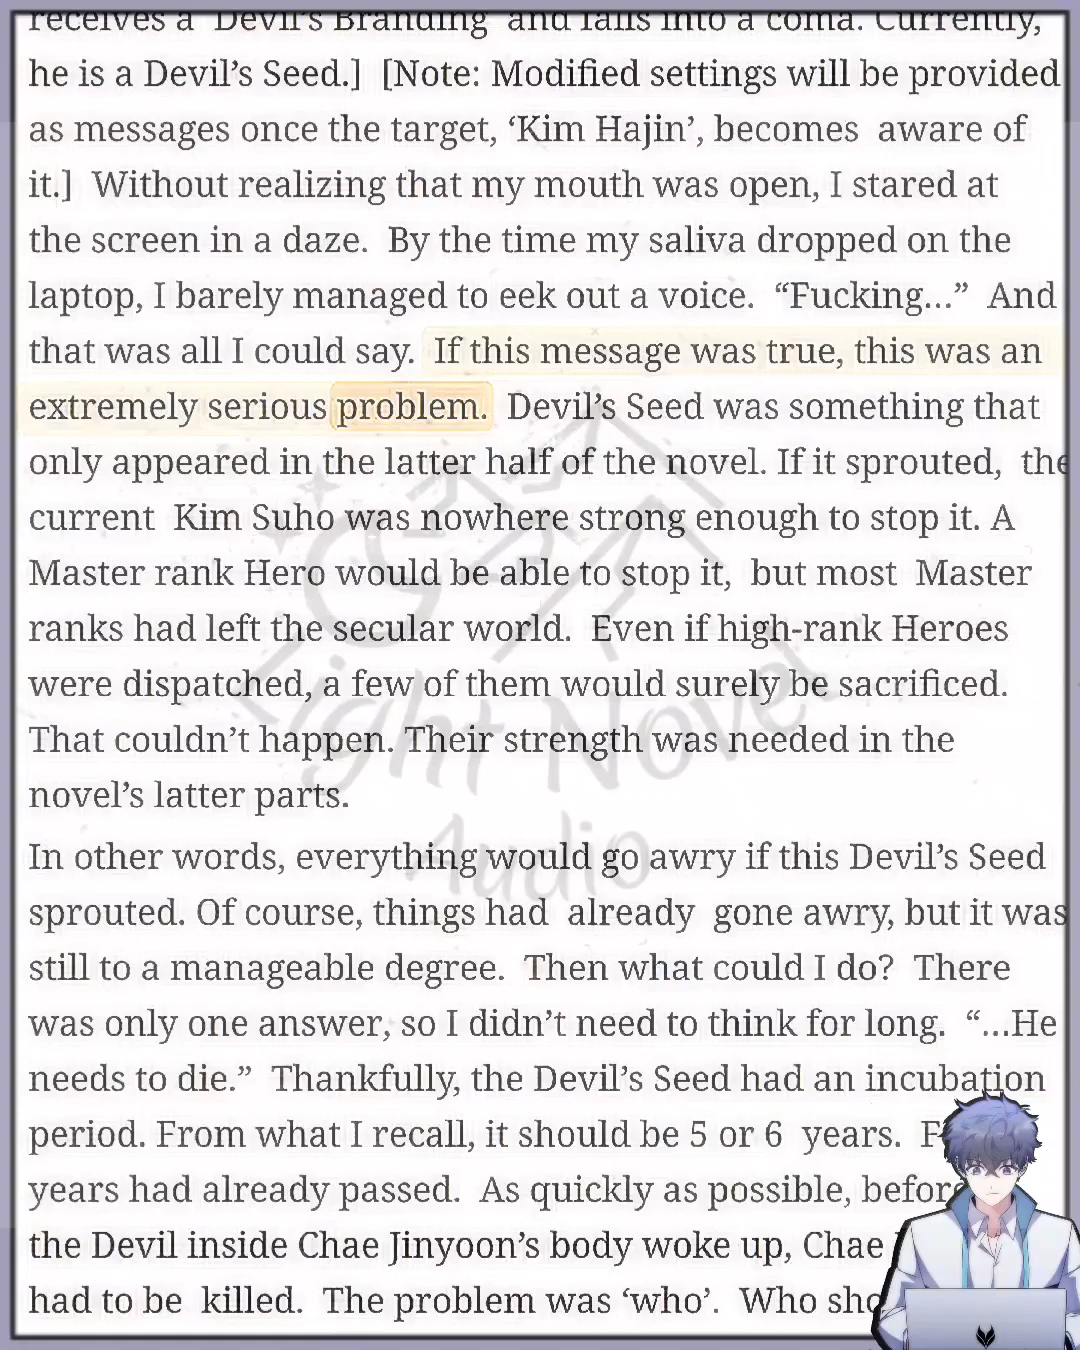 receives a ‘Devil’s Branding’ and falls into a coma. Currently,
he is a Devil’s Seed.] [Note: Modified settings will be provided
as messages once the target, ‘Kim Hajin’, becomes aware of
it.] Without realizing that my mouth was open, I stared at
the screen in a daze. By the time my saliva dropped on the
laptop, I barely managed to eek out a voice. “Fucking…” And
that was all I could say. If this message was true, this was an
extremely serious problem. Devil’s Seed was something that
only appeared in the latter half of the novel. If it sprouted, the
current Kim Suho was nowhere strong enough to stop it. A
Master rank Hero would be able to stop it, but most Master
ranks had left the secular world. Even if high-rank Heroes
were dispatched, a few of them would surely be sacrificed.
That couldn’t happen. Their strength was needed in the
novel’s latter parts.
In other words, everything would go awry if this Devil’s Seed
sprouted. Of course, things had already gone awry, but it was
still to a manageable degree. Then what could I do? There
was only one answer, so I didn’t need to think for long. “…He
needs to die.” Thankfully, the Devil’s Seed had an incubation
period. From what I recall, it should be 5 or 6 years.
years had already passed. As quickly as possible, before
the Devil inside Chae Jinyoon’s body woke up, Chae
had to be killed. The problem was ‘who’. Who
Light Novel
Audio